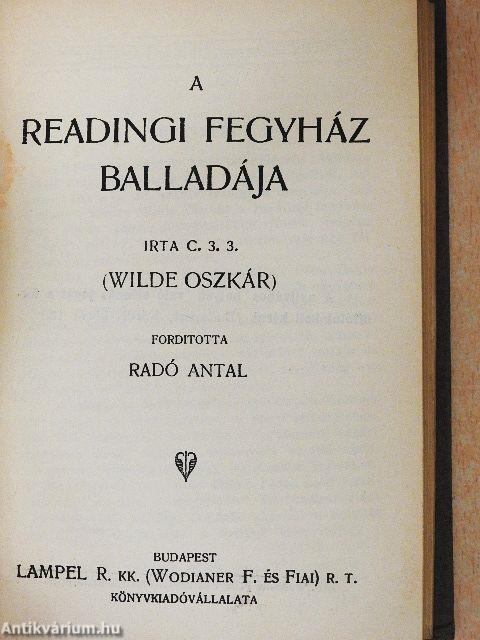 A
READINGI FEGYHÁZ
BALLADÁJA
IRTA C. 3. 3.
(WILDE OSZKÁR)
FORDITOTTA
RADÓ ANTAL
BUDAPEST
LAMPEL R. KK. (WODIANER F. ÉS FIAI) R. T.
KÖNYVKIADÓVÁLLALATA
Antikvárium.hu